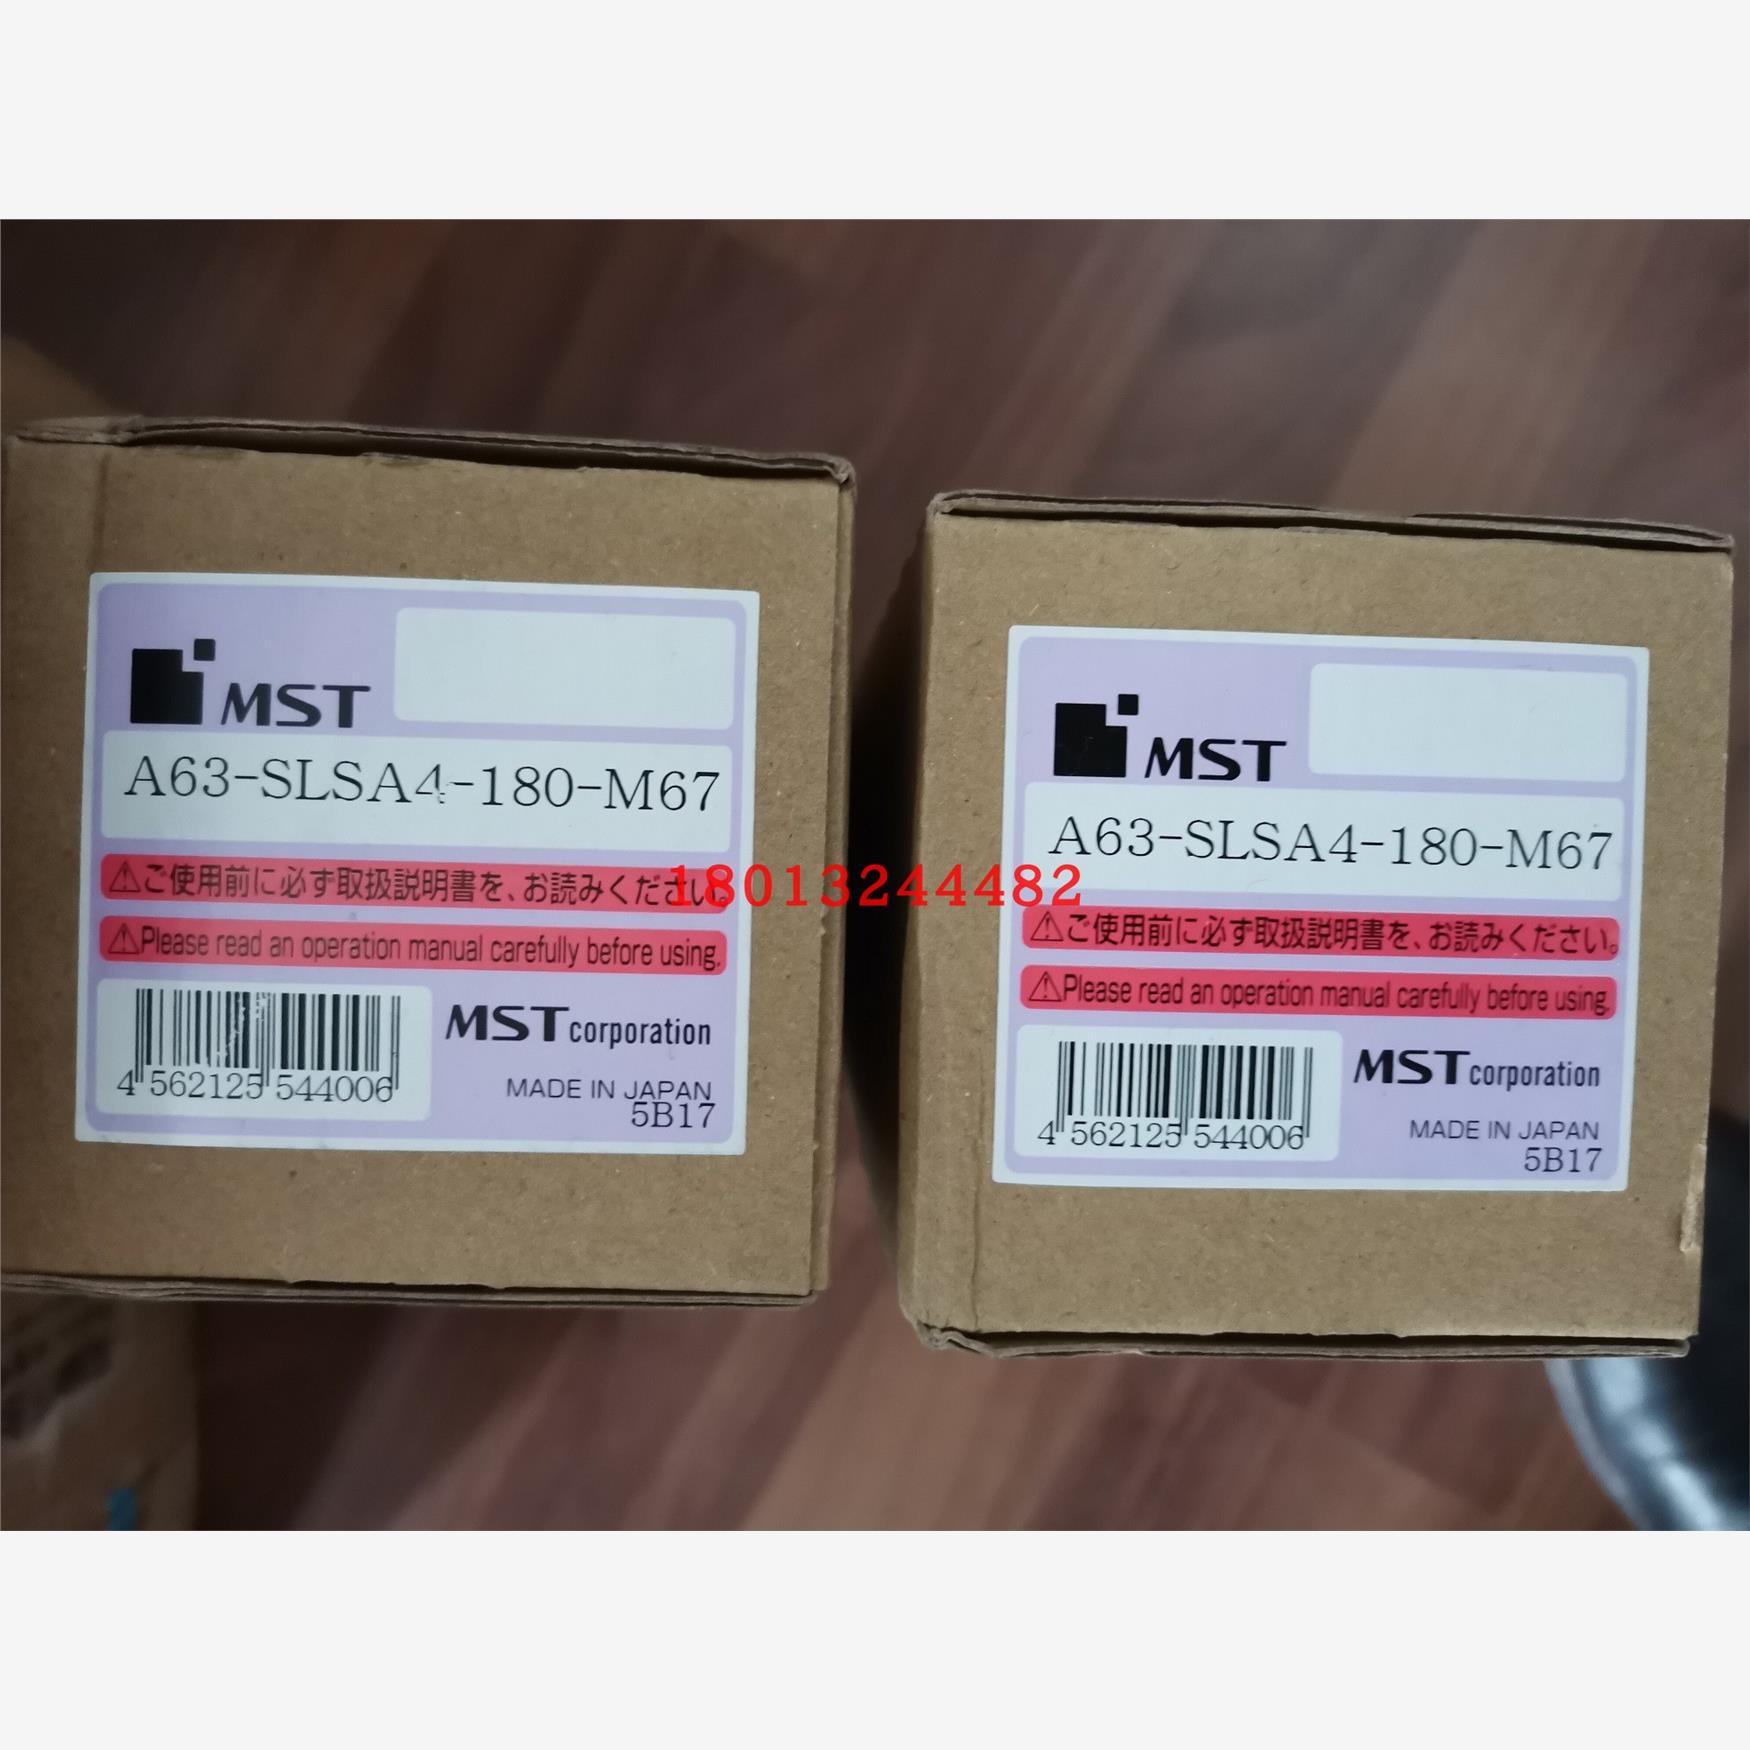 MST
A63-SLSA4-180-M67
ご使用前に必ず取扱説明書を、お読みください。
Please read an operation manual carefully before using.
MST corporation
4 562125 544006
MADE IN JAPAN
5B17
18013244482
MST
A63-SLSA4-180-M67
ご使用前に必ず取扱説明書を、お読みください。
Please read an operation manual carefully before using.
MST corporation
4 562125 544006
MADE IN JAPAN
5B17